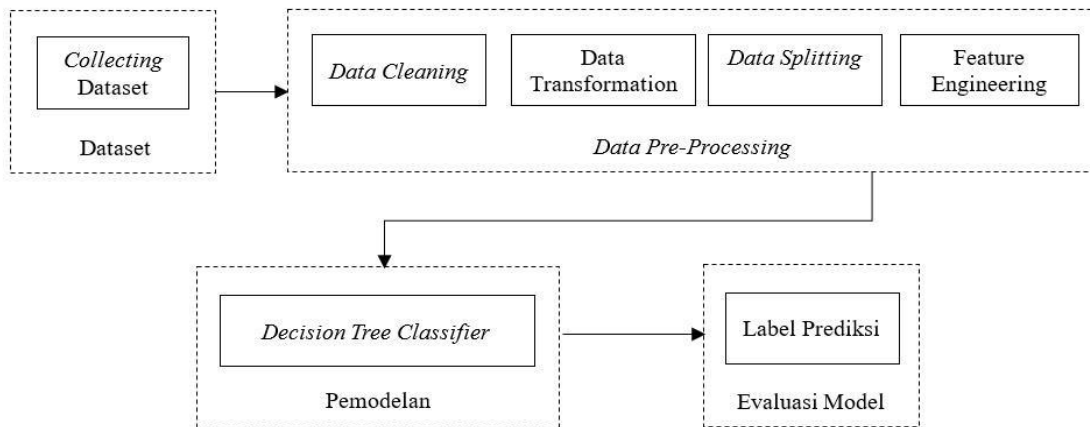 Collecting
Dataset
Dataset
Data Cleaning
Data
Transformation
Data Splitting
Feature
Engineering
Data Pre-Processing
Decision Tree Classifier
Pemodelan
Label Prediksi
Evaluasi Model